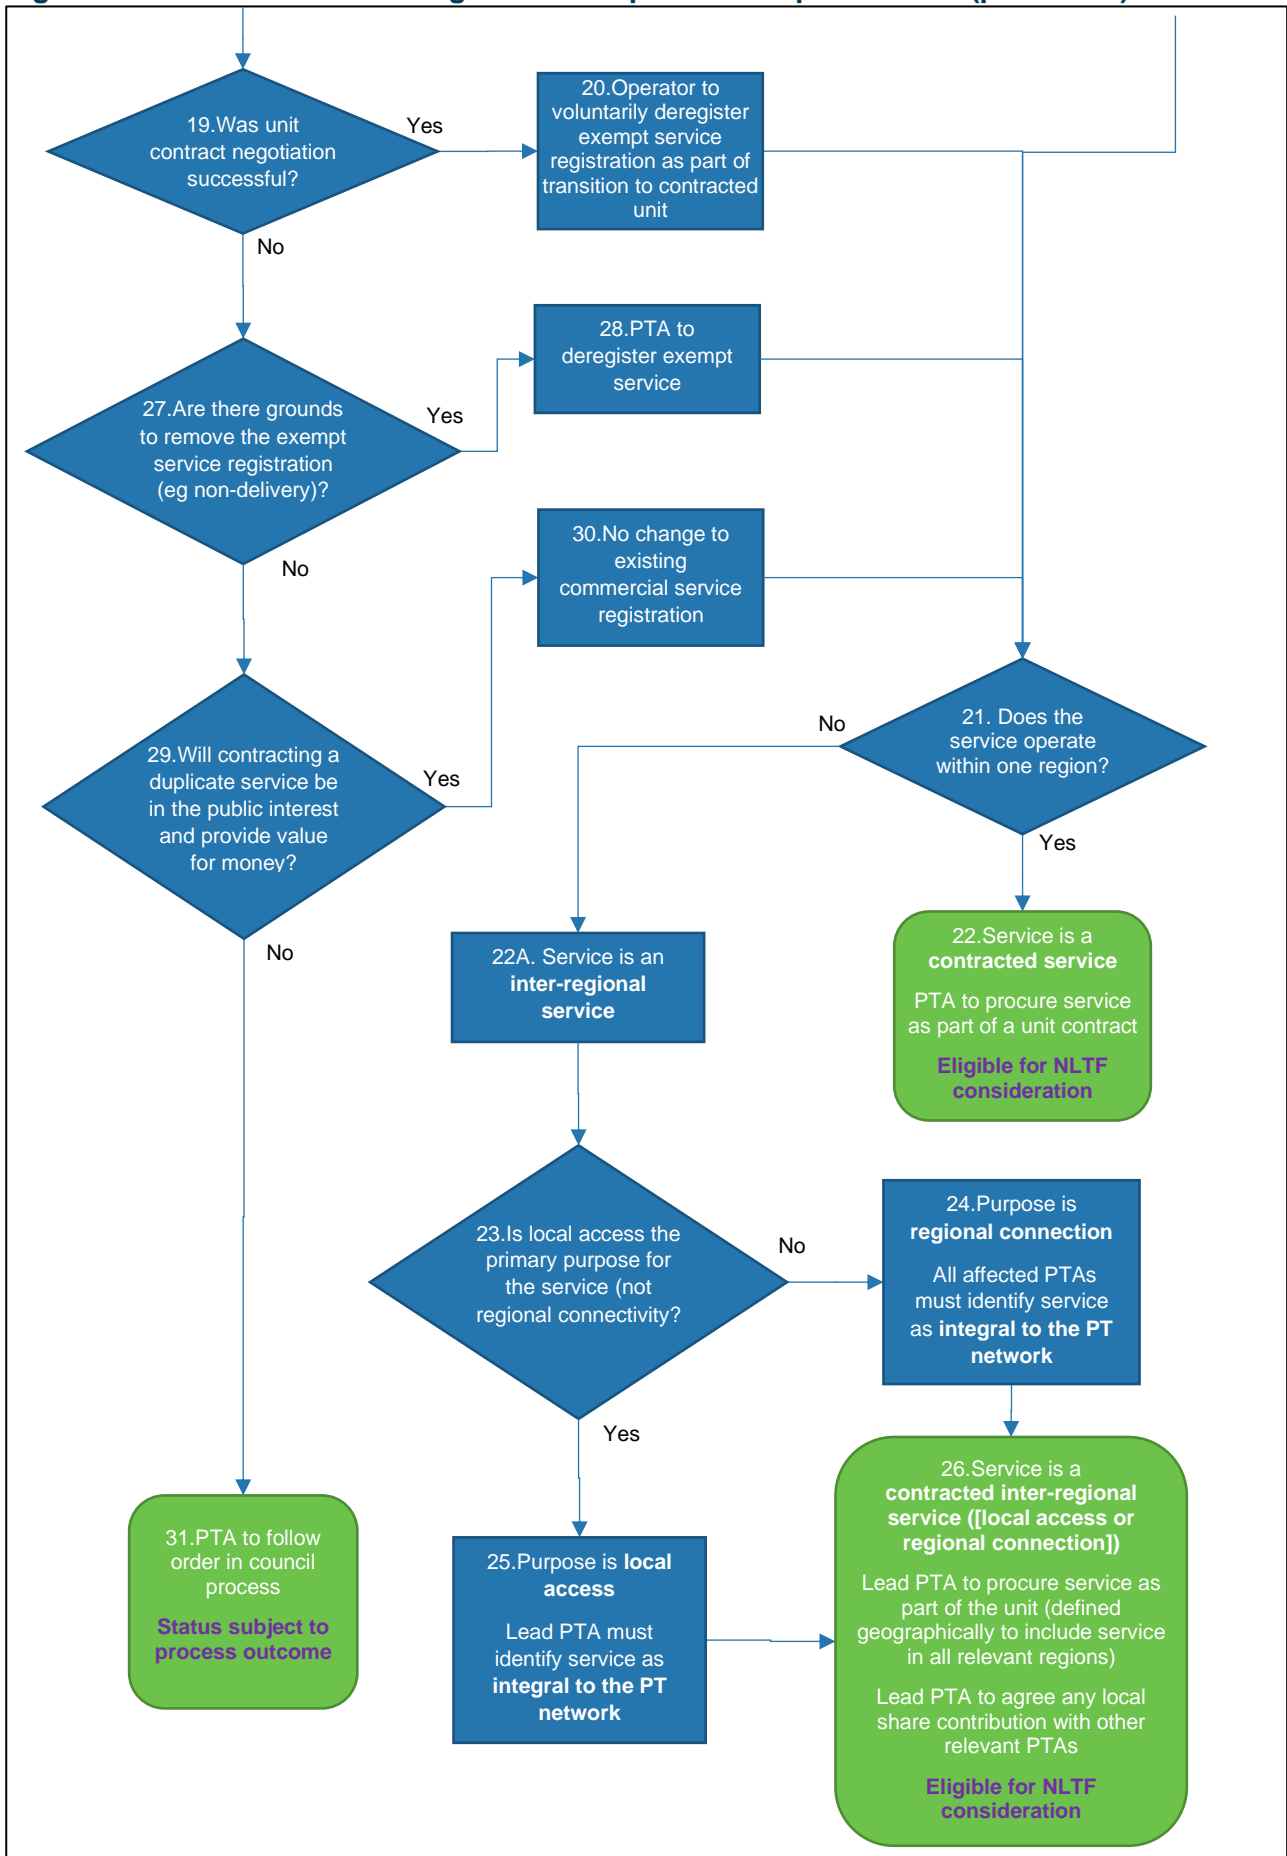 19.Was unit
contract negotiation
successful?
Yes
20.Operator to
voluntarily deregister
exempt service
registration as part of
transition to contracted
unit
No
27.Are there grounds
to remove the exempt
service registration
(eg non-delivery)?
Yes
28.PTA to
deregister exempt
service
No
29.Will contracting a
duplicate service be
in the public interest
and provide value
for money?
Yes
30.No change to
existing
commercial service
registration
No
21. Does the
service operate
within one region?
No
Yes
22.Service is a
contracted service
PTA to procure service
as part of a unit contract
Eligible for NLTF
consideration
22A. Service is an
inter-regional
service
23.Is local access the
primary purpose for
the service (not
regional connectivity?
No
24.Purpose is
regional connection
All affected PTAs
must identify service
as integral to the PT
network
Yes
25.Purpose is local
access
Lead PTA must
identify service as
integral to the PT
network
26.Service is a
contracted inter-regional
service ([local access or
regional connection])
Lead PTA to procure service as
part of the unit (defined
geographically to include service
in all relevant regions)
Lead PTA to agree any local
share contribution with other
relevant PTAs
Eligible for NLTF
consideration
31.PTA to follow
order in council
process
Status subject to
process outcome